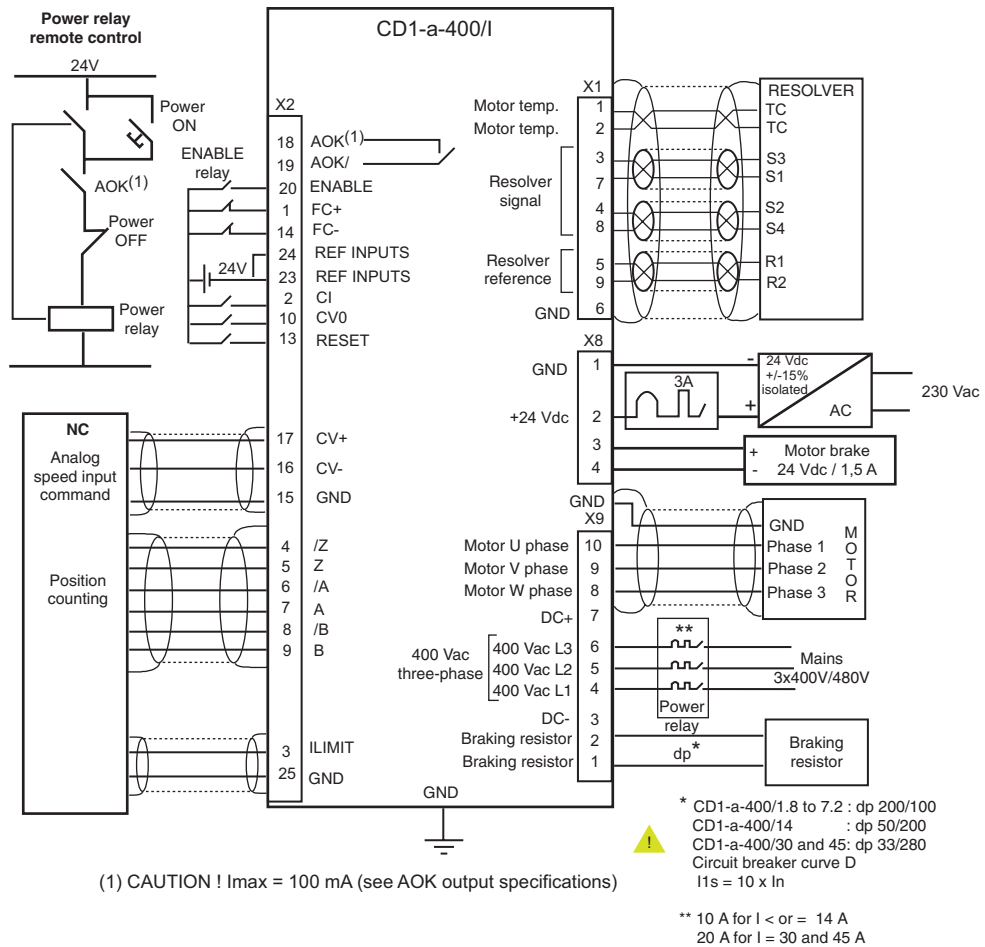 Power relay
remote control
24V
Power
ON
AOK(1)
Power
OFF
Power
relay
CD1-a-400/I
X2
18 AOK(1)
19 AOK/
ENABLE
relay
20 ENABLE
1 FC+
14 FC-
24 REF INPUTS
24V
23 REF INPUTS
2 CI
10 CV0
13 RESET
NC
Analog
speed input
command
17 CV+
16 CV-
15 GND
Position
counting
4 /Z
5 Z
6 /A
7 A
8 /B
9 B
3 ILIMIT
25 GND
X1
Motor temp. 1
Motor temp. 2
Resolver
signal
3
7
4
8
Resolver
reference
5
9
GND 6
RESOLVER
TC
TC
S3
S1
S2
S4
R1
R2
X8
GND 1
+24 Vdc 2
3
4
3A
-
+
24 Vdc
+/-15%
isolated
AC
230 Vac
+ Motor brake
- 24 Vdc / 1,5 A
GND
X9
Motor U phase 10
Motor V phase 9
Motor W phase 8
DC+ 7
400 Vac
three-phase
400 Vac L3 6
400 Vac L2 5
400 Vac L1 4
DC- 3
Braking resistor 2
Braking resistor 1
GND
Phase 1
Phase 2
Phase 3
MOTOR
**
Power
relay
Mains
3x400V/480V
dp*
Braking
resistor
GND
!
* CD1-a-400/1.8 to 7.2 : dp 200/100
CD1-a-400/14 : dp 50/200
CD1-a-400/30 and 45: dp 33/280
Circuit breaker curve D
I1s = 10 x In
(1) CAUTION ! Imax = 100 mA (see AOK output specifications)
** 10 A for I < or = 14 A
20 A for I = 30 and 45 A